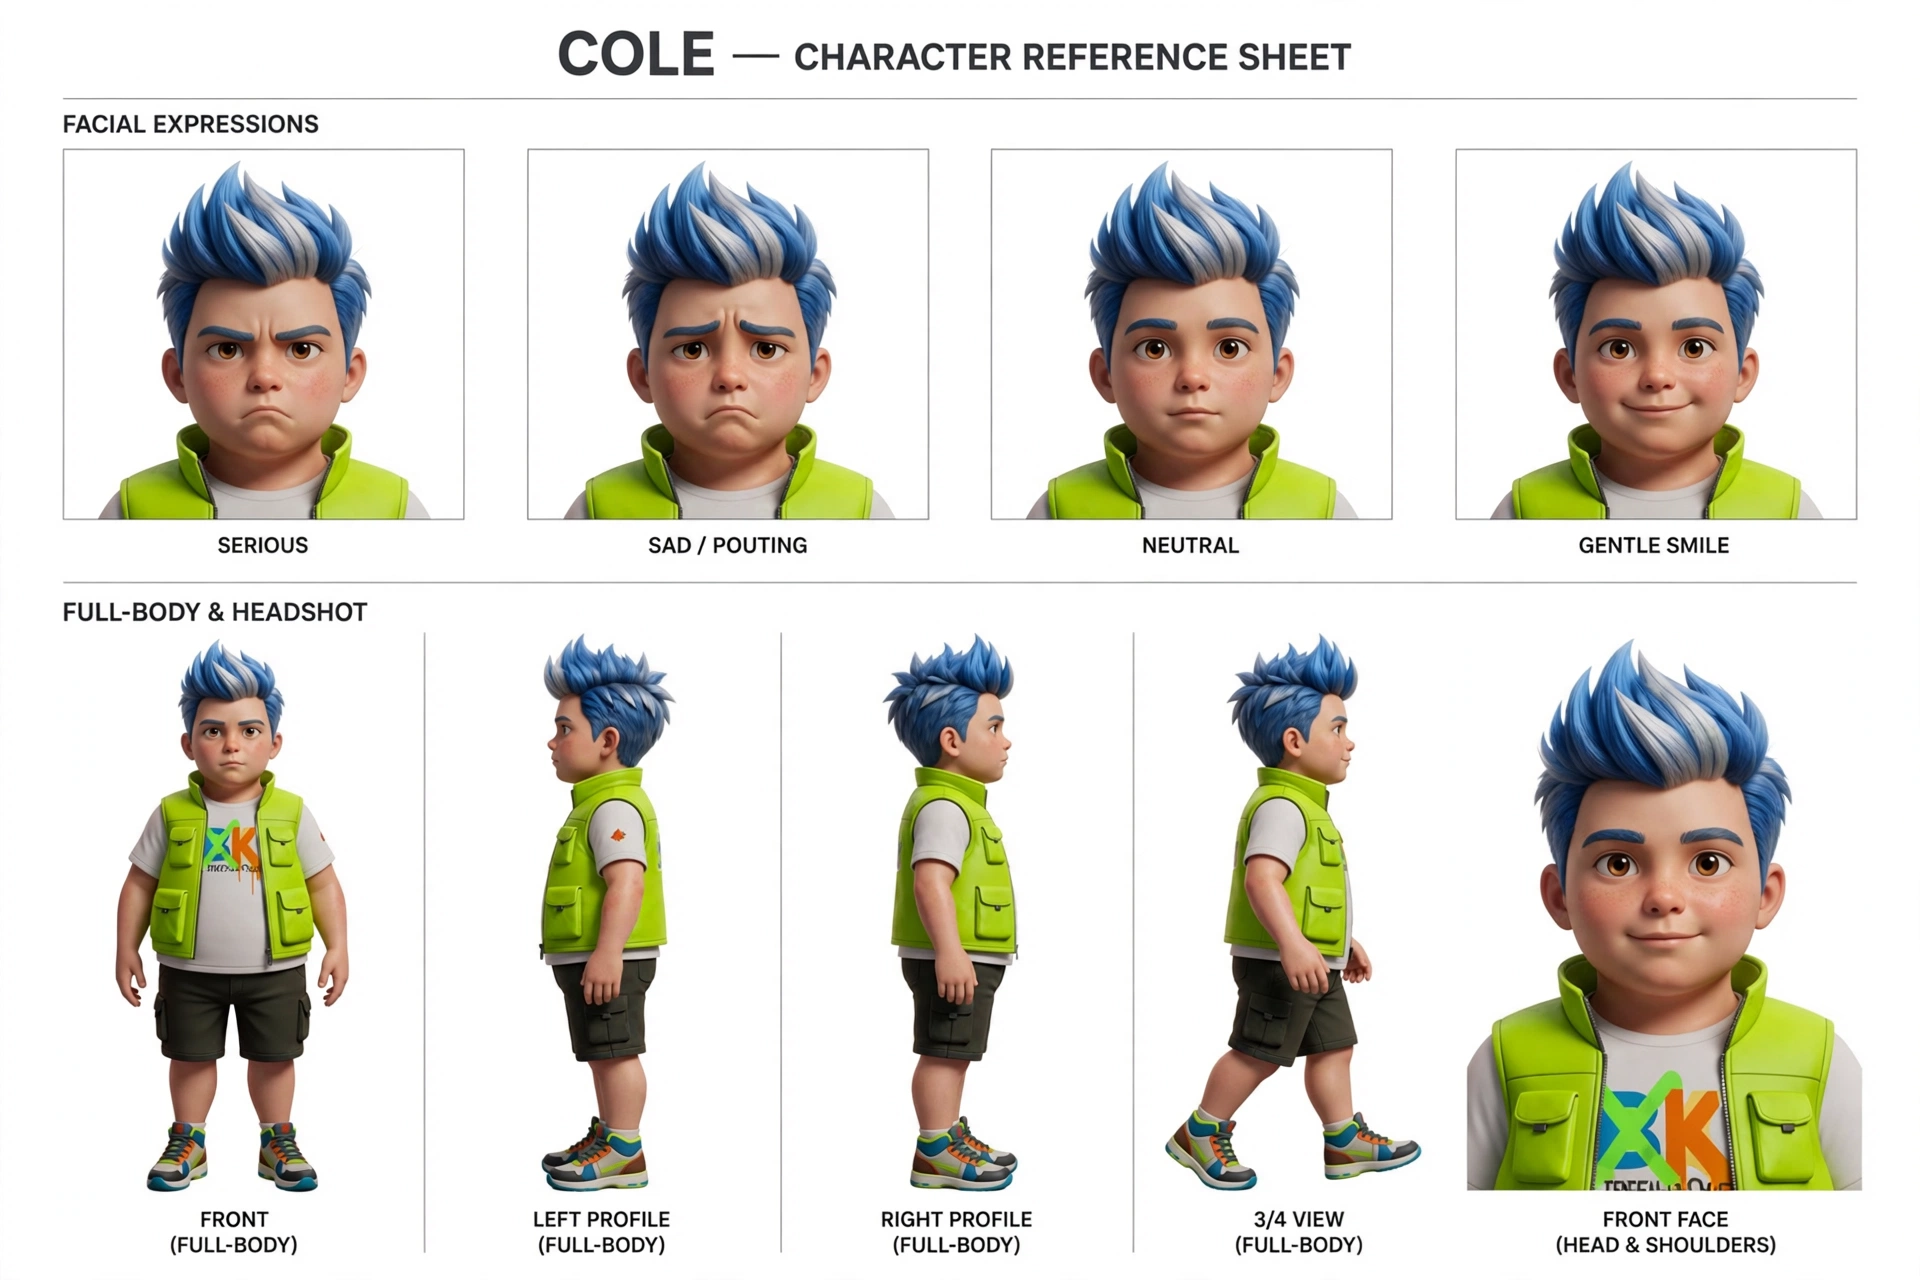 COLE — CHARACTER REFERENCE SHEET
FACIAL EXPRESSIONS
SERIOUS
SAD / POUTING
NEUTRAL
GENTLE SMILE
FULL-BODY & HEADSHOT
FRONT
(FULL-BODY)
LEFT PROFILE
(FULL-BODY)
RIGHT PROFILE
(FULL-BODY)
3/4 VIEW
(FULL-BODY)
FRONT FACE
(HEAD & SHOULDERS)